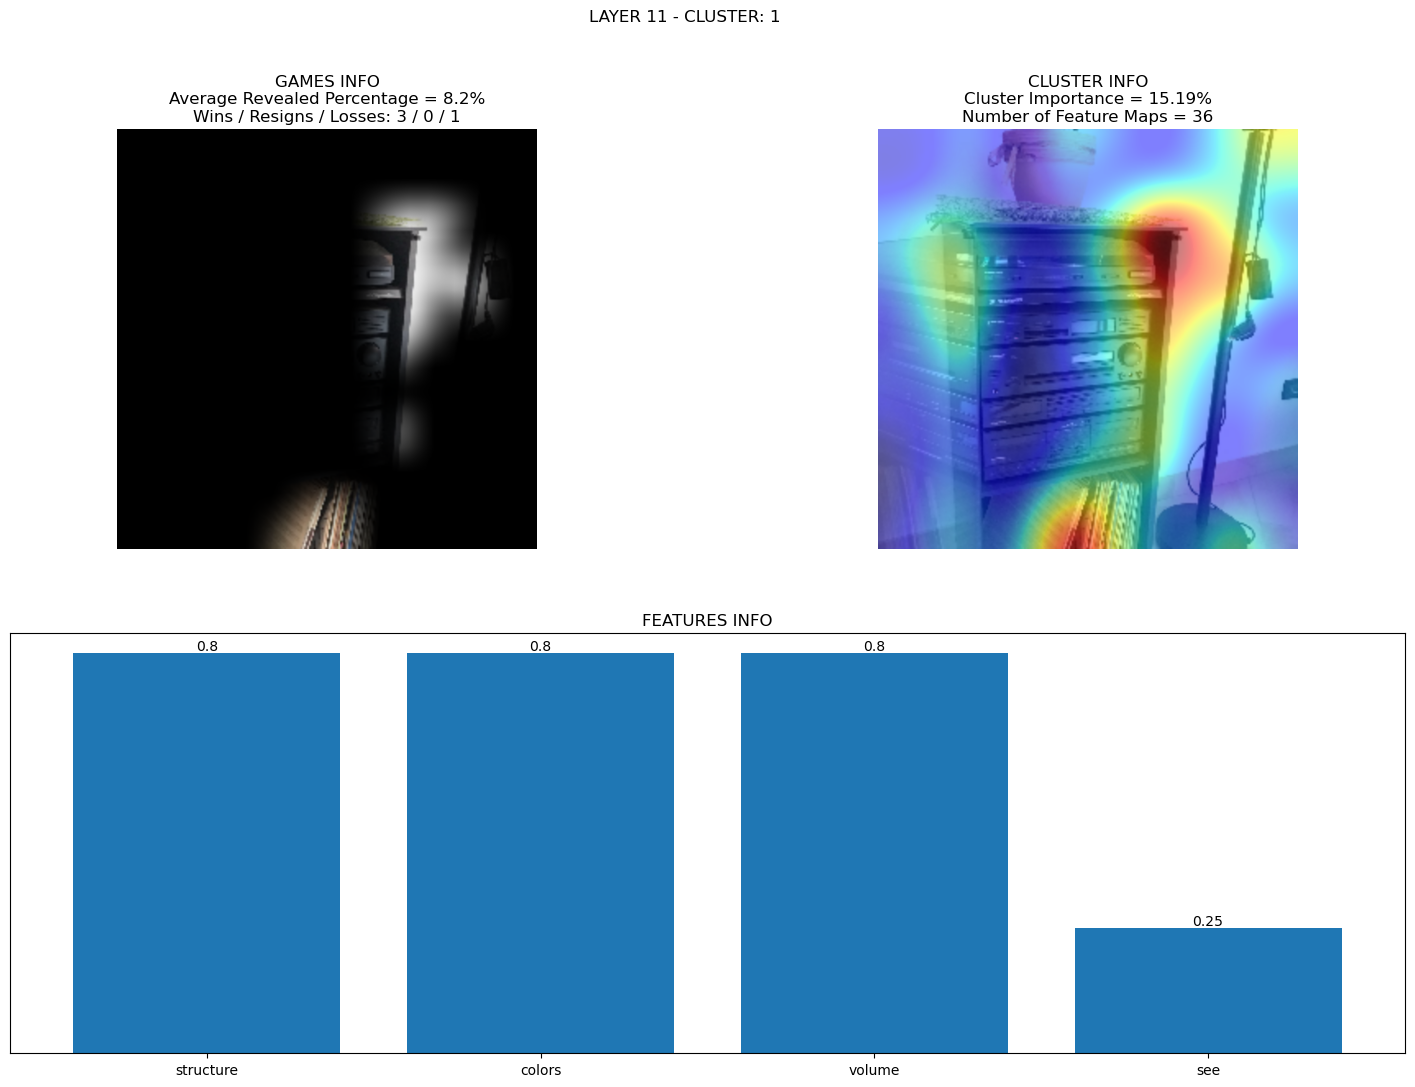 LAYER 11 - CLUSTER: 1
GAMES INFO
Average Revealed Percentage = 8.2%
Wins / Resigns / Losses: 3 / 0 / 1
CLUSTER INFO
Cluster Importance = 15.19%
Number of Feature Maps = 36
FEATURES INFO
0.8
0.8
0.8
0.25
structure
colors
volume
see